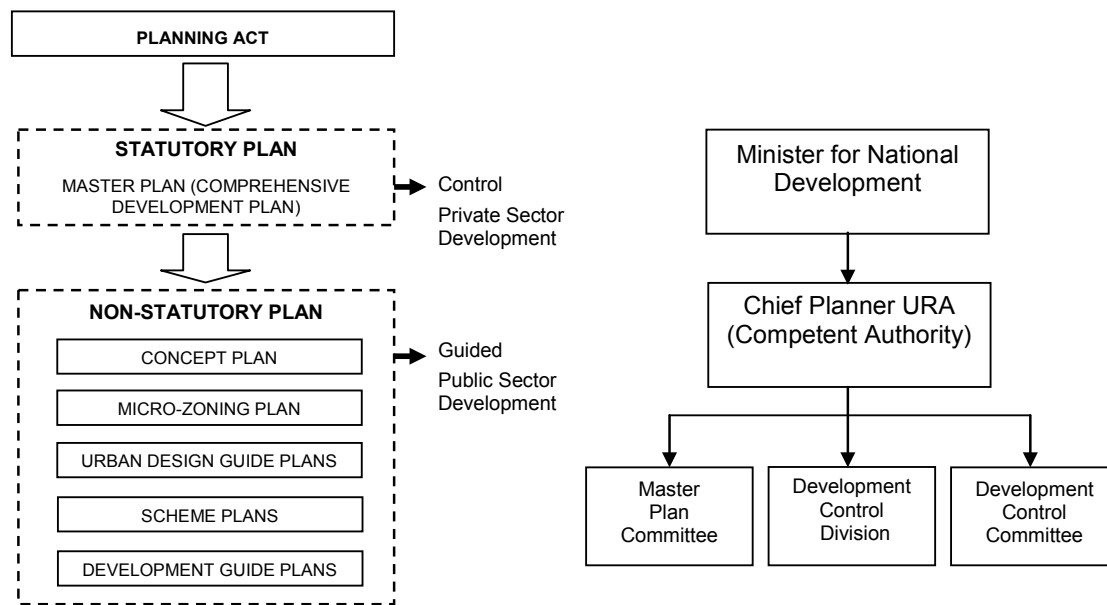 PLANNING ACT
STATUTORY PLAN
MASTER PLAN (COMPREHENSIVE
DEVELOPMENT PLAN)
Control
Private Sector
Development
NON-STATUTORY PLAN
CONCEPT PLAN
MICRO-ZONING PLAN
URBAN DESIGN GUIDE PLANS
SCHEME PLANS
DEVELOPMENT GUIDE PLANS
Guided
Public Sector
Development
Minister for National
Development
Chief Planner URA
(Competent Authority)
Master
Plan
Committee
Development
Control
Division
Development
Control
Committee